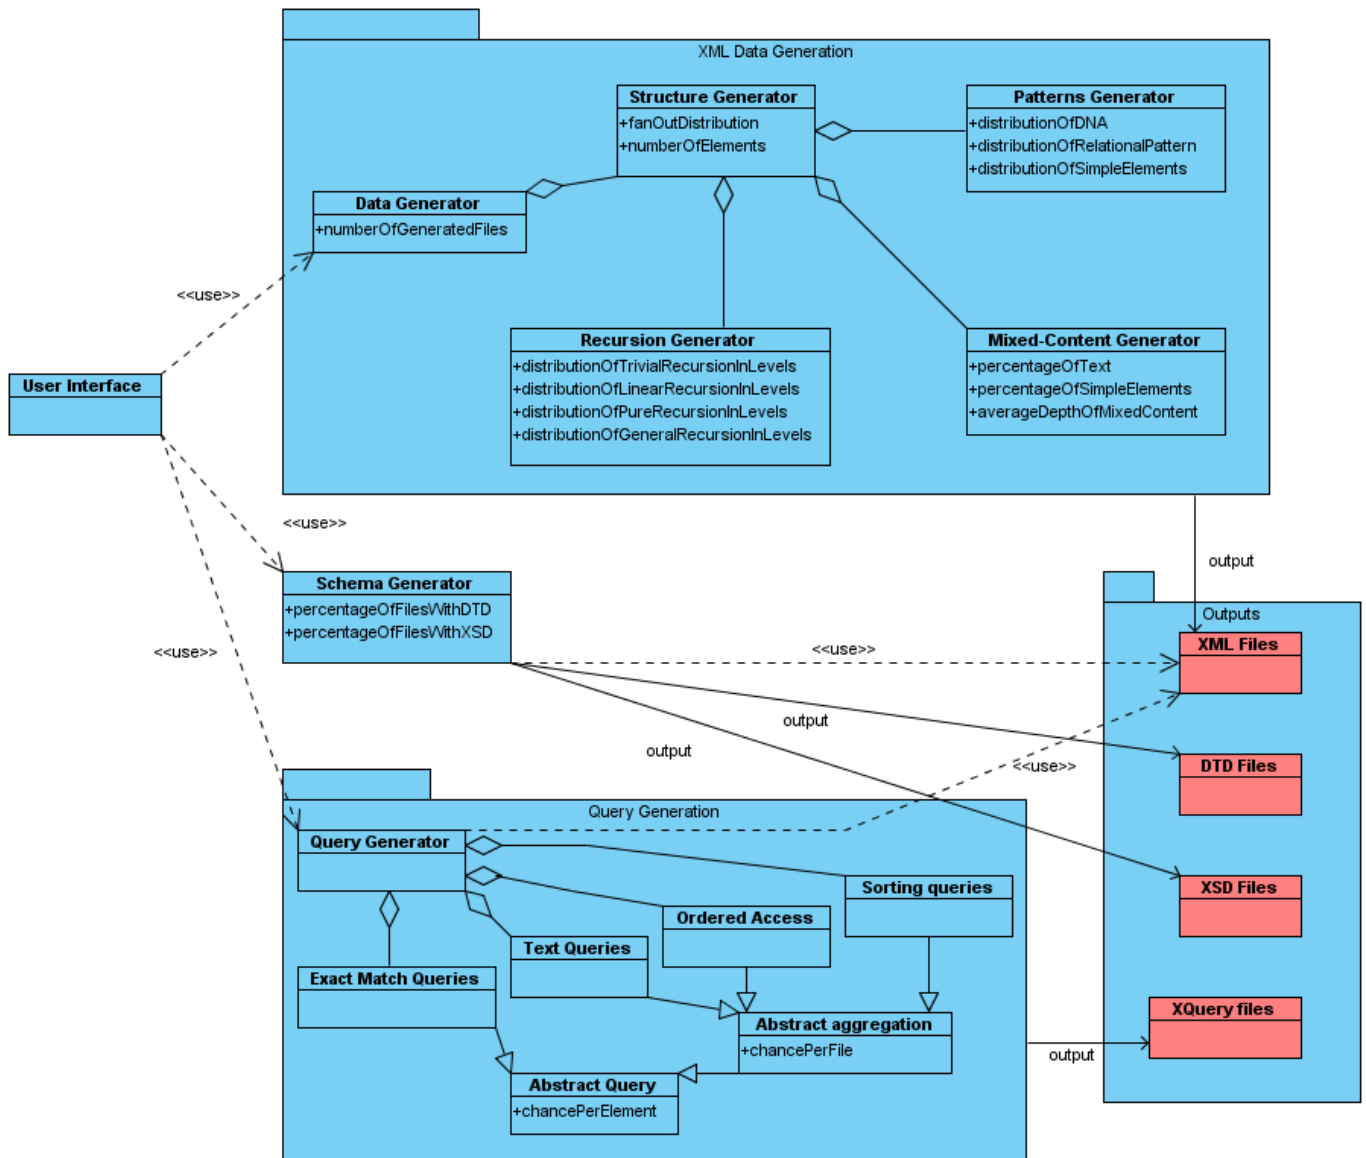 XML Data Generation
Structure Generator
+fanOutDistribution
+numberOfElements
Patterns Generator
+distributionOfDNA
+distributionOfRelationalPattern
+distributionOfSimpleElements
Data Generator
+numberOfGeneratedFiles
<<use>>
Recursion Generator
+distributionOfTrivialRecursionInLevels
+distributionOfLinearRecursionInLevels
+distributionOfPureRecursionInLevels
+distributionOfGeneralRecursionInLevels
Mixed-Content Generator
+percentageOfText
+percentageOfSimpleElements
+averageDepthOfMixedContent
User Interface
<<use>>
output
Schema Generator
+percentageOfFilesWithDTD
+percentageOfFilesWithXSD
<<use>>
<<use>>
output
output
<<use>>
Outputs
XML Files
DTD Files
XSD Files
XQuery files
Query Generation
Query Generator
Sorting queries
Ordered Access
Text Queries
Exact Match Queries
Abstract aggregation
+chancePerFile
output
Abstract Query
+chancePerElement